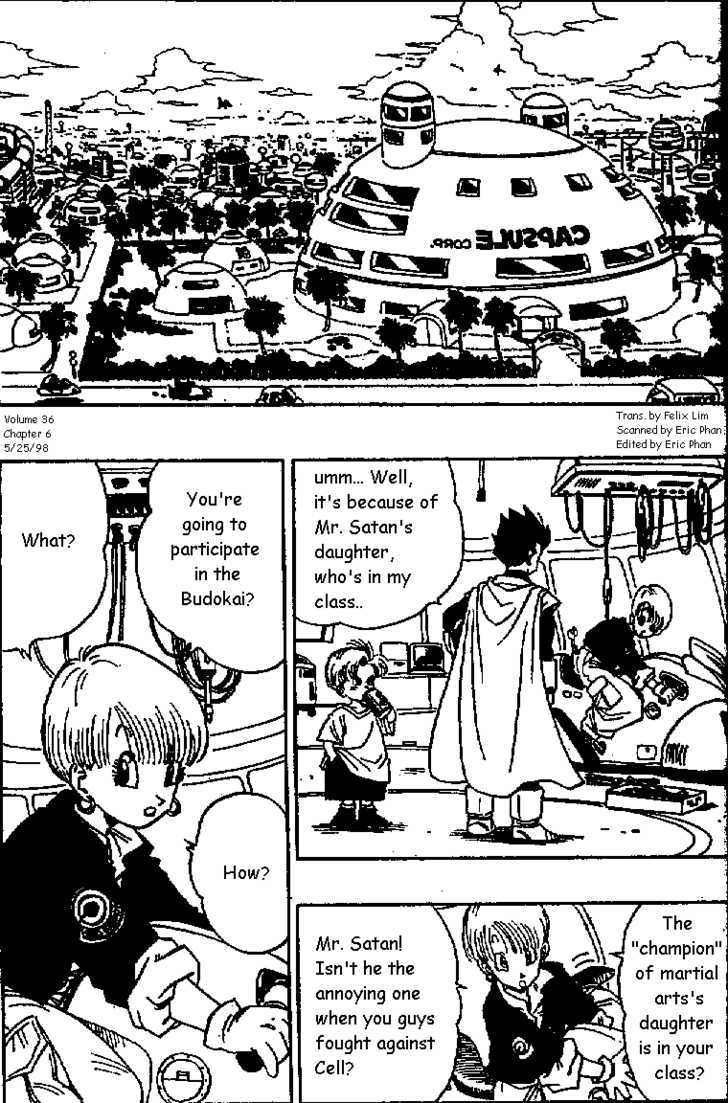 CAPSULE CORP.
Volume 36
Chapter 6
5/25/98
Trans. by Felix Lim
Scanned by Eric Phan
Edited by Eric Phan
What?
You're
going to
participate
in the
Budokai?
How?
umm... Well,
it's because of
Mr. Satan's
daughter,
who's in my
class..
Mr. Satan!
Isn't he the
annoying one
when you guys
fought against
Cell?
The
"champion"
of martial
arts's
daughter
is in your
class?